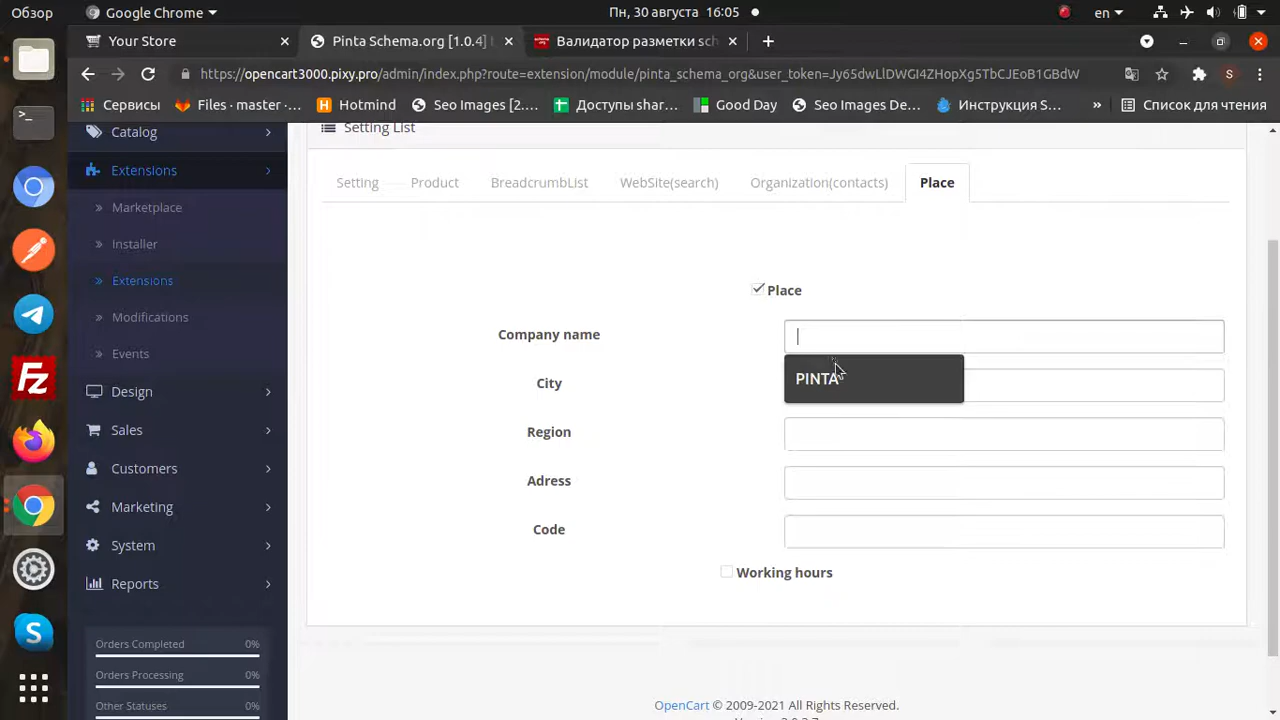 Обзор
Google Chrome
Пн, 30 августа 16:05
en
Your Store
Pinta Schema.org [1.0.4]
Валидатор разметки sch
https://opencart3000.pixy.pro/admin/index.php?route=extension/module/pinta_schema_org&user_token=Jy65dwLlDWGI4ZHopXg5TbCJEoB1GBdW
S
Сервисы
Files · master ·...
Hotmind
Seo Images [2....
Доступы shar...
Good Day
Seo Images De...
Инструкция S...
»
Список для чтения
Catalog
Extensions
Marketplace
Installer
Extensions
Modifications
Events
Design
Sales
Customers
Marketing
System
Reports
Orders Completed 0%
Orders Processing 0%
Other Statuses 0%
Setting List
Setting
Product
BreadcrumbList
WebSite(search)
Organization(contacts)
Place
Place
Company name
PINTA
City
Region
Adress
Code
Working hours
OpenCart © 2009-2021 All Rights Reserved.